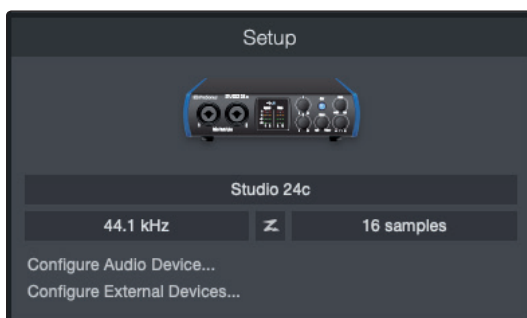 Setup
Studio 24c
44.1 kHz
Z
16 samples
Configure Audio Device...
Configure External Devices...